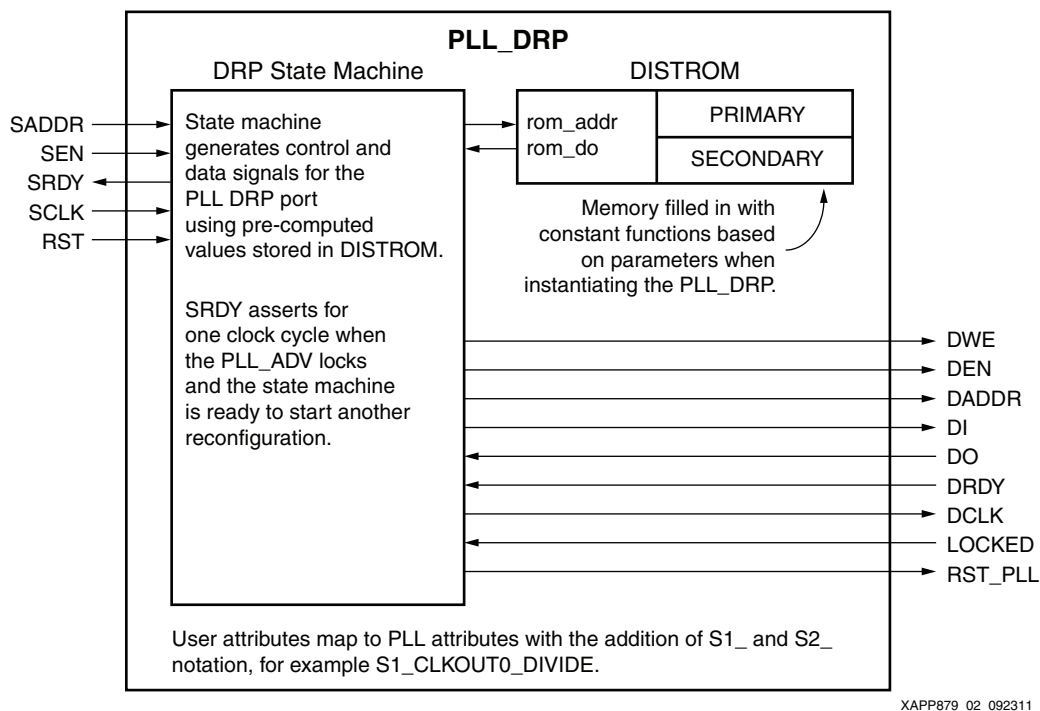 PLL_DRP
DRP State Machine
DISTROM
SADDR
SEN
SRDY
SCLK
RST
State machine
generates control and
data signals for the
PLL DRP port
using pre-computed
values stored in DISTROM.
SRDY asserts for
one clock cycle when
the PLL_ADV locks
and the state machine
is ready to start another
reconfiguration.
rom_addr
rom_do
PRIMARY
SECONDARY
Memory filled in with
constant functions based
on parameters when
instantiating the PLL_DRP.
DWE
DEN
DADDR
DI
DO
DRDY
DCLK
LOCKED
RST_PLL
User attributes map to PLL attributes with the addition of S1_ and S2_
notation, for example S1_CLKOUT0_DIVIDE.
XAPP879_02_092311